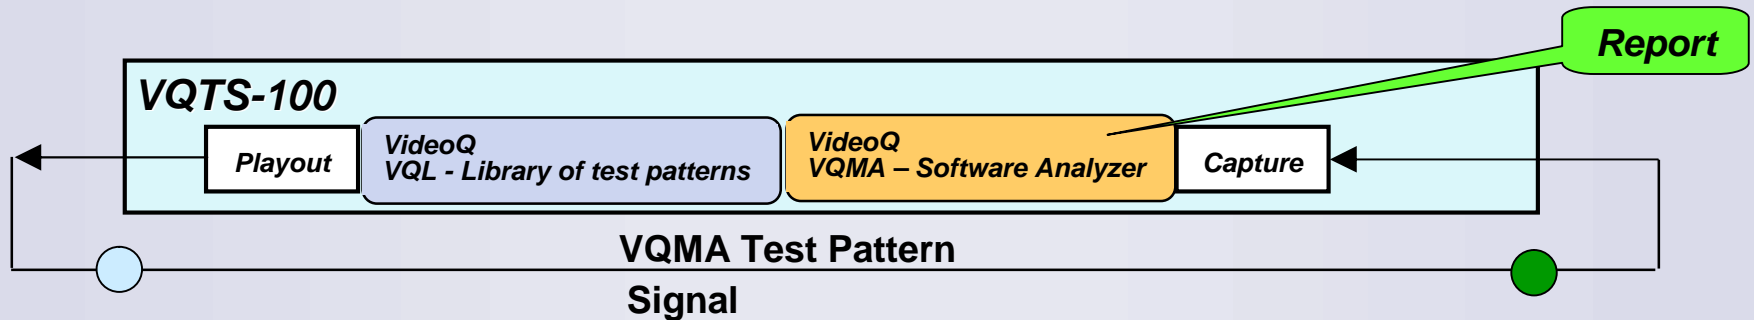 Report
VQTS-100
Playout
VideoQ
VQL - Library of test patterns
VideoQ
VQMA – Software Analyzer
Capture
VQMA Test Pattern
Signal